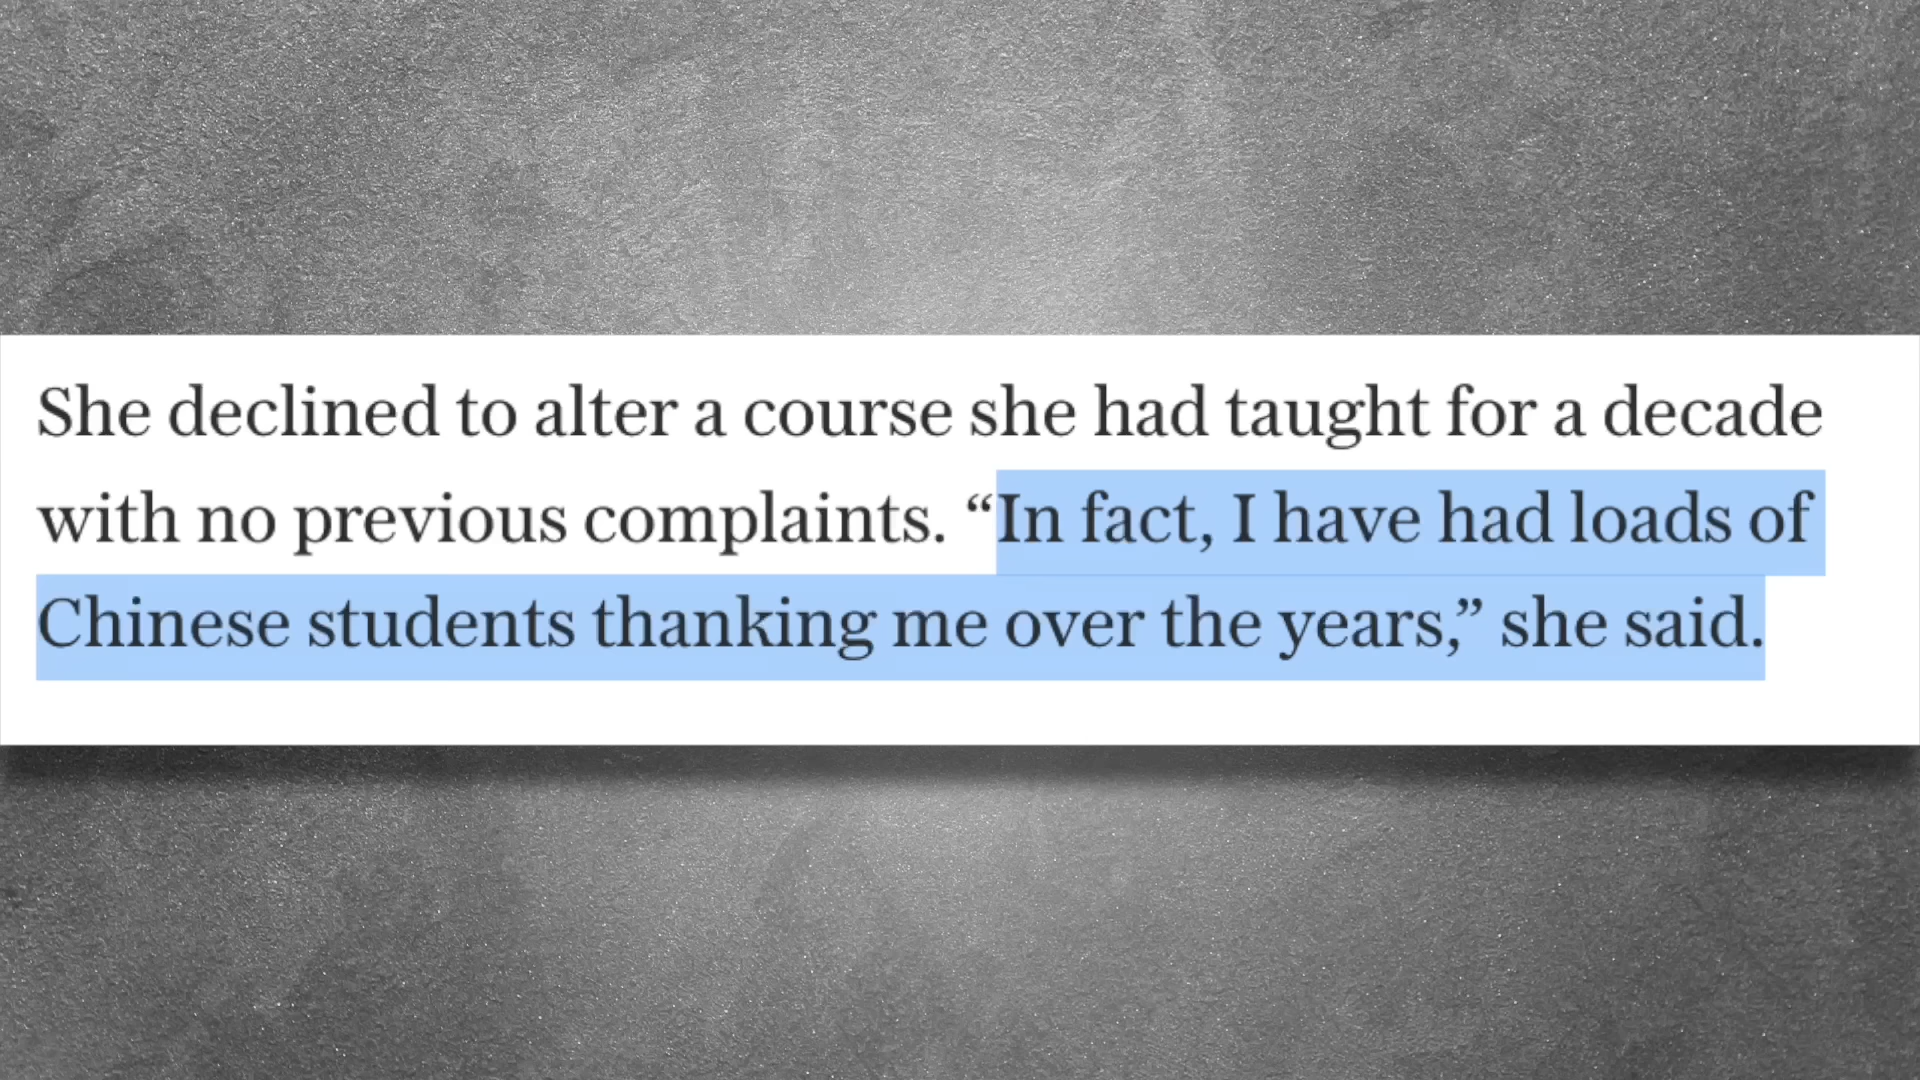 She declined to alter a course she had taught for a decade
with no previous complaints. “In fact, I have had loads of
Chinese students thanking me over the years,” she said.